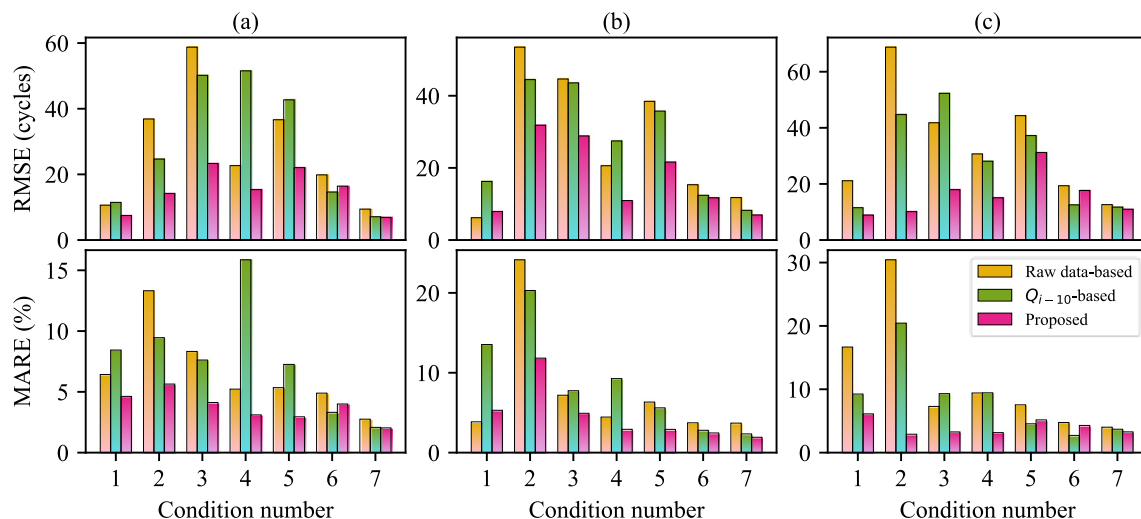 (a)
(b)
(c)
RMSE (cycles)
60
40
20
0
40
20
0
60
40
20
0
MARE (%)
15
10
5
0
20
10
0
30
20
10
0
Raw data-based
Qi−10-based
Proposed
1 2 3 4 5 6 7
1 2 3 4 5 6 7
1 2 3 4 5 6 7
Condition number
Condition number
Condition number